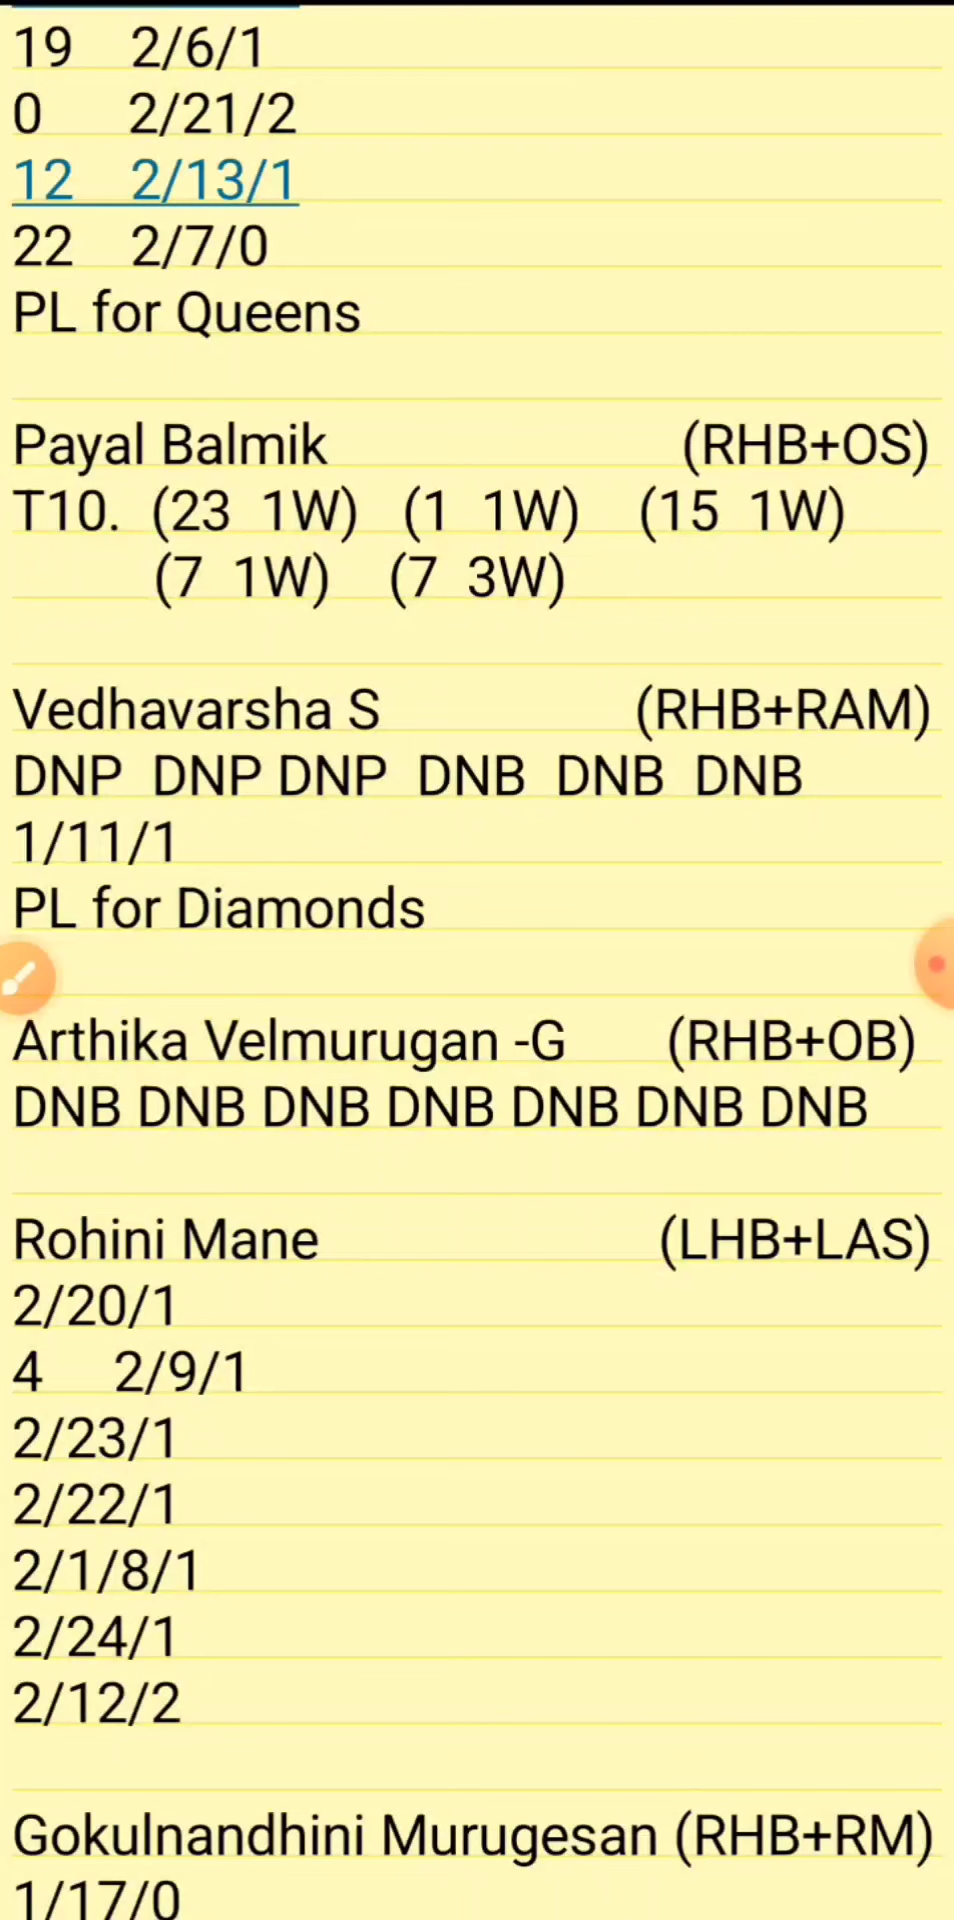 19 2/6/1
0 2/21/2
12 2/13/1
22 2/7/0
PL for Queens
Payal Balmik (RHB+OS)
T10. (23 1W) (1 1W) (15 1W)
(7 1W) (7 3W)
Vedhavarsha S (RHB+RAM)
DNP DNP DNP DNB DNB DNB
1/11/1
PL for Diamonds
Arthika Velmurugan -G (RHB+OB)
DNB DNB DNB DNB DNB DNB DNB
Rohini Mane (LHB+LAS)
2/20/1
4 2/9/1
2/23/1
2/22/1
2/1/8/1
2/24/1
2/12/2
Gokulnandhini Murugesan (RHB+RM)
1/17/0